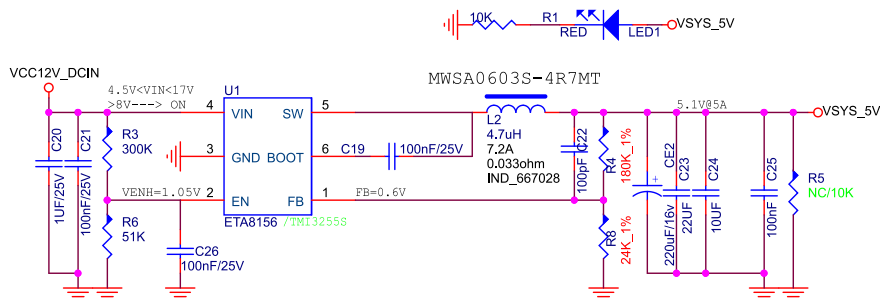 10K
R1
RED
LED1
VSYS_5V
VCC12V_DCIN
4.5V<VIN<17V
>8V---> ON
U1
MWSA0603S-4R7MT
4
VIN
SW
5
5.1V@5A
VSYS_5V
C20
1UF/25V
C21
100nF/25V
R3
300K
3
GND
BOOT
6
C19
100nF/25V
L2
4.7uH
7.2A
0.033ohm
IND_667028
C22
100pF
R4
180K_1%
CE2
220uF/16v
C23
22UF
C24
10UF
C25
100nF
R5
NC/10K
VENH=1.05V
2
EN
FB
1
FB=0.6V
ETA8156
/TMI3255S
R6
51K
C26
100nF/25V
R8
24K_1%